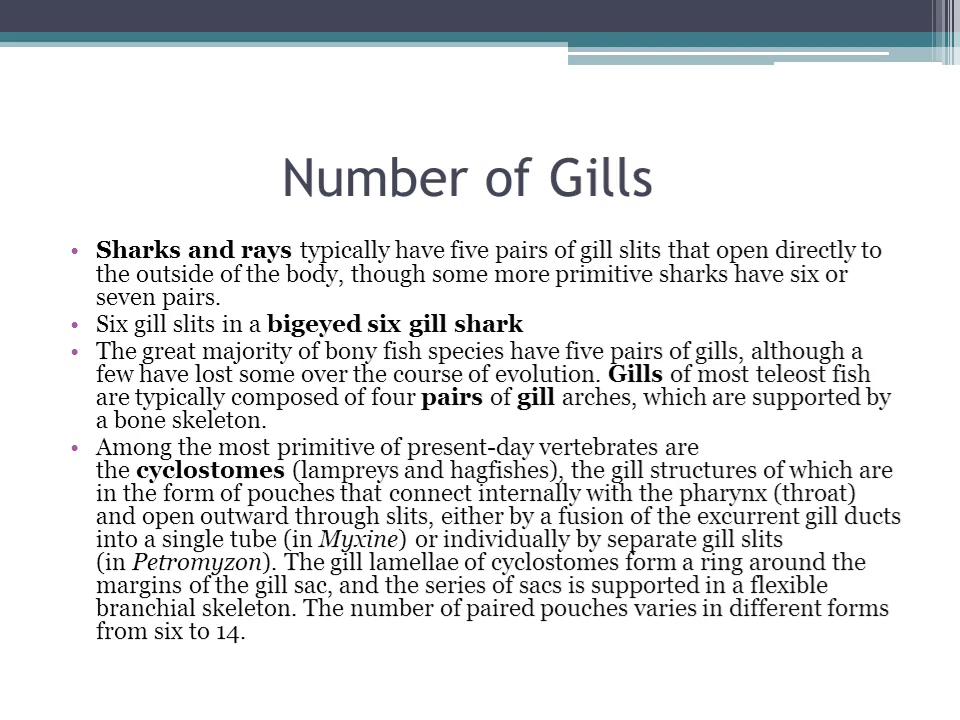 Number of Gills
• Sharks and rays typically have five pairs of gill slits that open directly to
the outside of the body, though some more primitive sharks have six or
seven pairs.
• Six gill slits in a bigeyed six gill shark
• The great majority of bony fish species have five pairs of gills, although a
few have lost some over the course of evolution. Gills of most teleost fish
are typically composed of four pairs of gill arches, which are supported by
a bone skeleton.
• Among the most primitive of present-day vertebrates are
the cyclostomes (lampreys and hagfishes), the gill structures of which are
in the form of pouches that connect internally with the pharynx (throat)
and open outward through slits, either by a fusion of the excurrent gill ducts
into a single tube (in Myxine) or individually by separate gill slits
(in Petromyzon). The gill lamellae of cyclostomes form a ring around the
margins of the gill sac, and the series of sacs is supported in a flexible
branchial skeleton. The number of paired pouches varies in different forms
from six to 14.